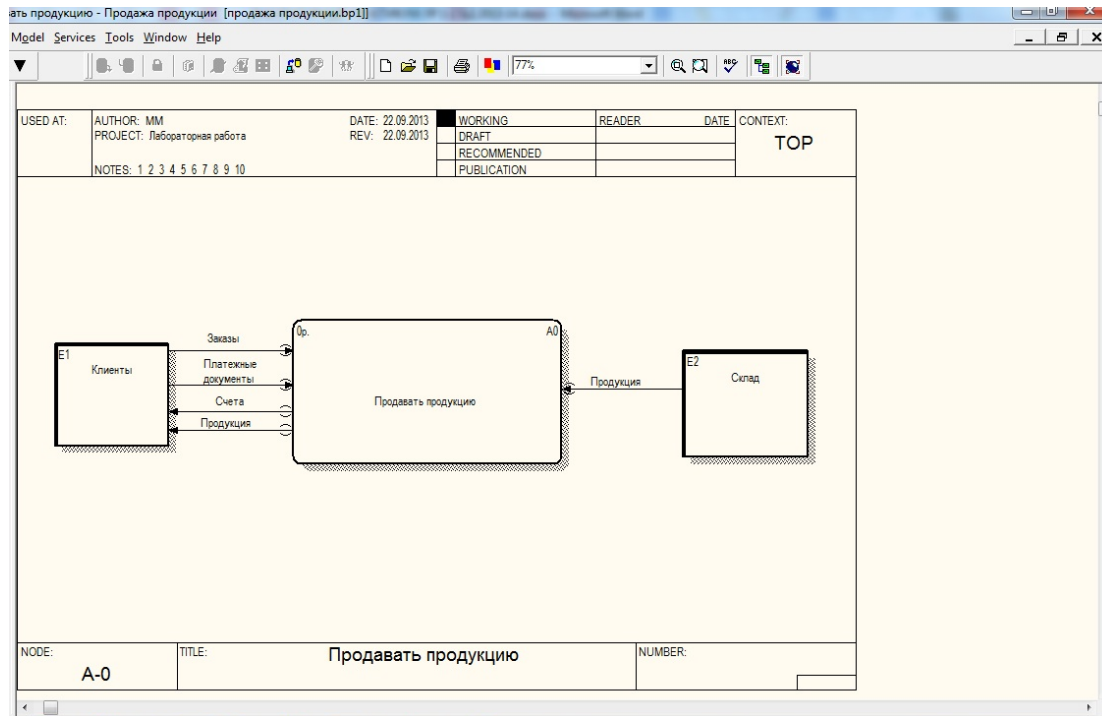 ать продукцию - Продажа продукции [продажа продукции.bp1]]
Model Services Tools Window Help
77%
USED AT:
AUTHOR: ММ
DATE: 22.09.2013
PROJECT: Лабораторная работа
REV: 22.09.2013
NOTES: 1 2 3 4 5 6 7 8 9 10
WORKING
DRAFT
RECOMMENDED
PUBLICATION
READER
DATE
CONTEXT:
TOP
E1
Клиенты
Заказы
Платежные
документы
Счета
Продукция
0р.
A0
Продавать продукцию
Продукция
E2
Склад
NODE:
A-0
TITLE:
Продавать продукцию
NUMBER: